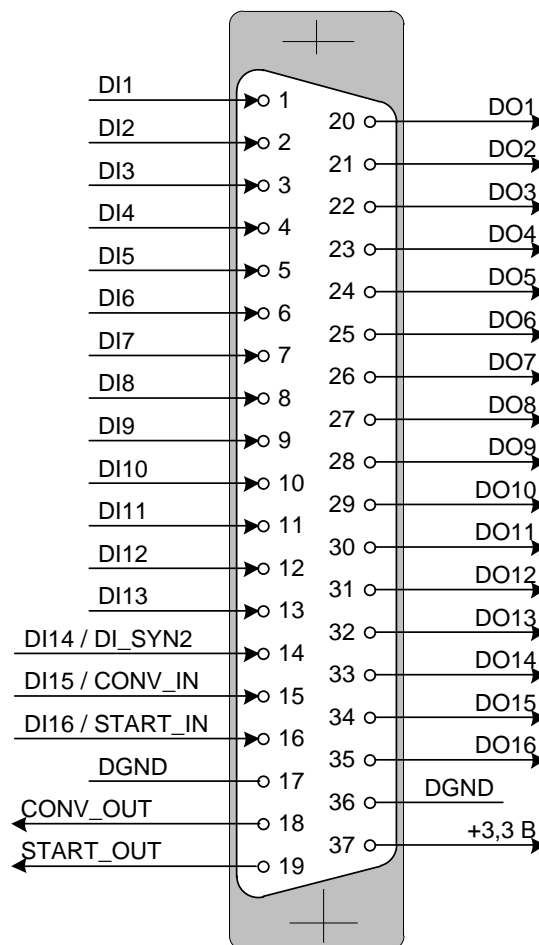 DI1 1
20 DO1
DI2 2
21 DO2
DI3 3
22 DO3
DI4 4
23 DO4
DI5 5
24 DO5
DI6 6
25 DO6
DI7 7
26 DO7
DI8 8
27 DO8
DI9 9
28 DO9
DI10 10
29 DO10
DI11 11
30 DO11
DI12 12
31 DO12
DI13 13
32 DO13
DI14 / DI_SYN2 14
33 DO14
DI15 / CONV_IN 15
34 DO15
DI16 / START_IN 16
35 DO16
DGND 17
36 DGND
CONV_OUT 18
37 +3,3 В
START_OUT 19